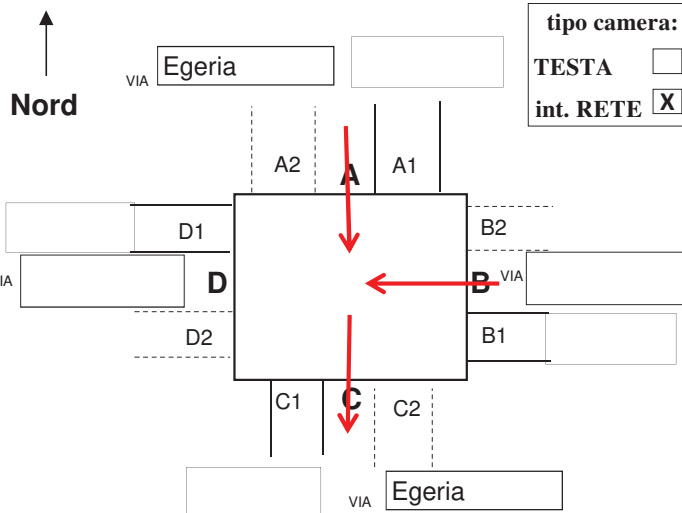 tipo camera:
VIA Egeria
TESTA
Nord
int. RETE X
A2 A A1
D1 B2
VIA D B VIA
D2 B1
C1 C C2
VIA Egeria